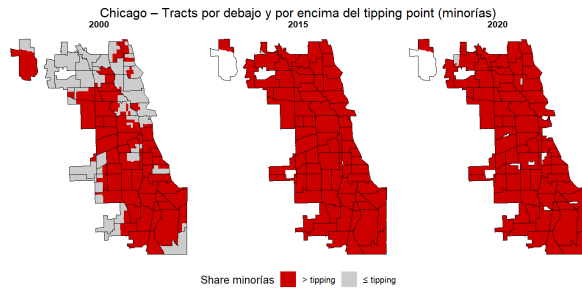 Chicago – Tracts por debajo y por encima del tipping point (minorías)
2000 2015 2020
Share minorías > tipping ≤ tipping